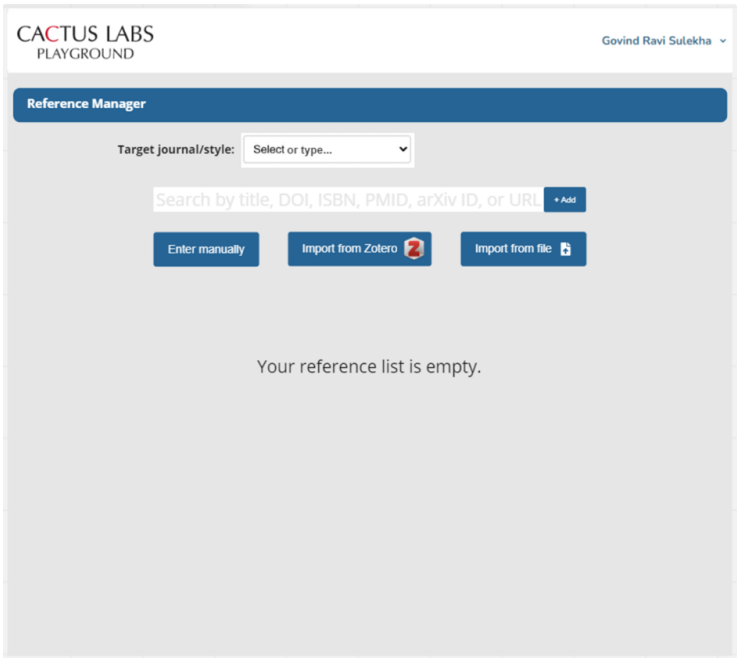 CACTUS LABS
PLAYGROUND
Govind Ravi Sulekha
Reference Manager
Target journal/style: Select or type...
Search by title, DOI, ISBN, PMID, arXiv ID, or URL + Add
Enter manually Import from Zotero Z Import from file
Your reference list is empty.